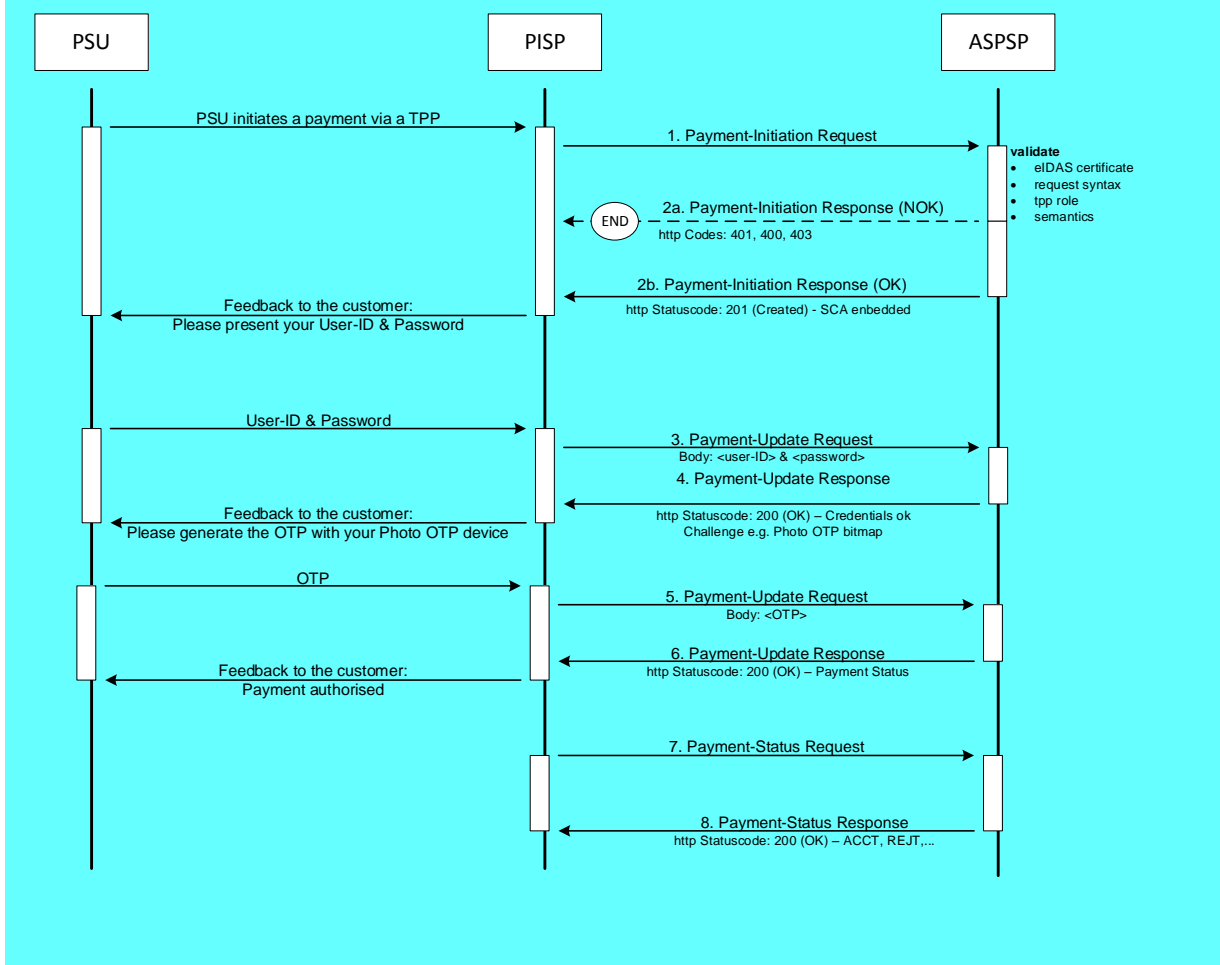 PSU
PISP
ASPSP
PSU initiates a payment via a TPP
1. Payment-Initiation Request
validate
• eIDAS certificate
• request syntax
• tpp role
• semantics
2a. Payment-Initiation Response (NOK)
END
http Codes: 401, 400, 403
2b. Payment-Initiation Response (OK)
http Statuscode: 201 (Created) - SCA enbedded
Feedback to the customer:
Please present your User-ID & Password
User-ID & Password
3. Payment-Update Request
Body: <user-ID> & <password>
4. Payment-Update Response
http Statuscode: 200 (OK) – Credentials ok
Challenge e.g. Photo OTP bitmap
Feedback to the customer:
Please generate the OTP with your Photo OTP device
OTP
5. Payment-Update Request
Body: <OTP>
6. Payment-Update Response
http Statuscode: 200 (OK) – Payment Status
Feedback to the customer:
Payment authorised
7. Payment-Status Request
8. Payment-Status Response
http Statuscode: 200 (OK) – ACCT, REJT,...